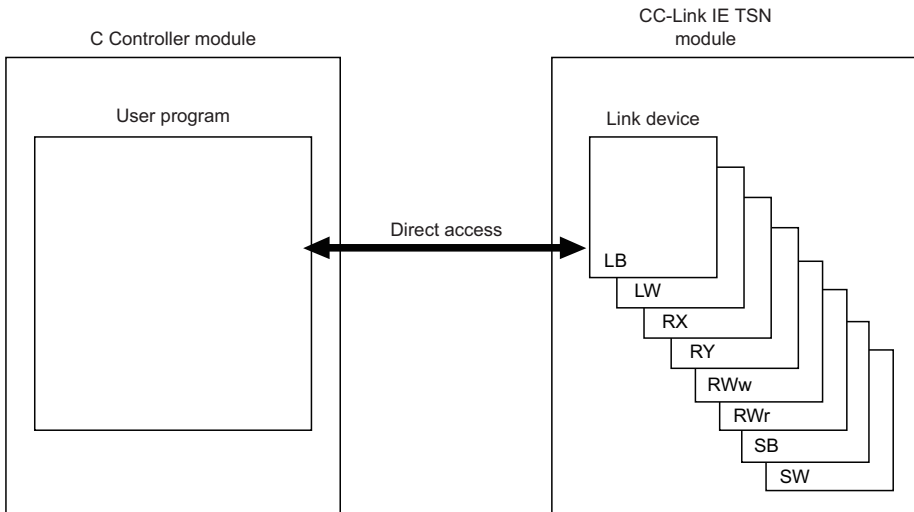 C Controller module
CC-Link IE TSN
module
User program
Link device
Direct access
LB
LW
RX
RY
RWw
RWr
SB
SW